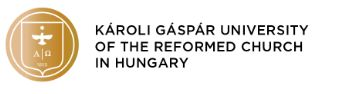 KÁROLI GÁSPÁR UNIVERSITY
OF THE REFORMED CHURCH
IN HUNGARY
Α Ω